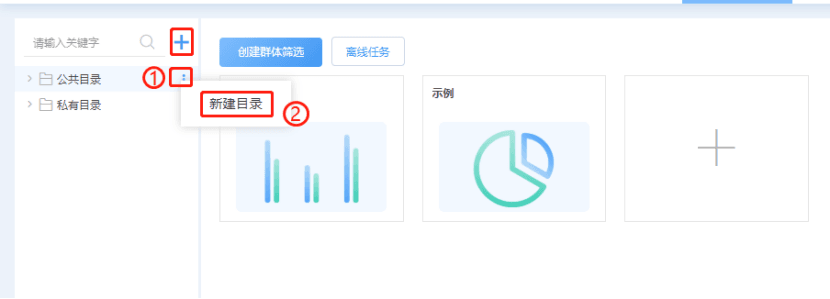 请输入关键字
创建群体筛选
离线任务
① 公共目录
私有目录
新建目录 ②
示例